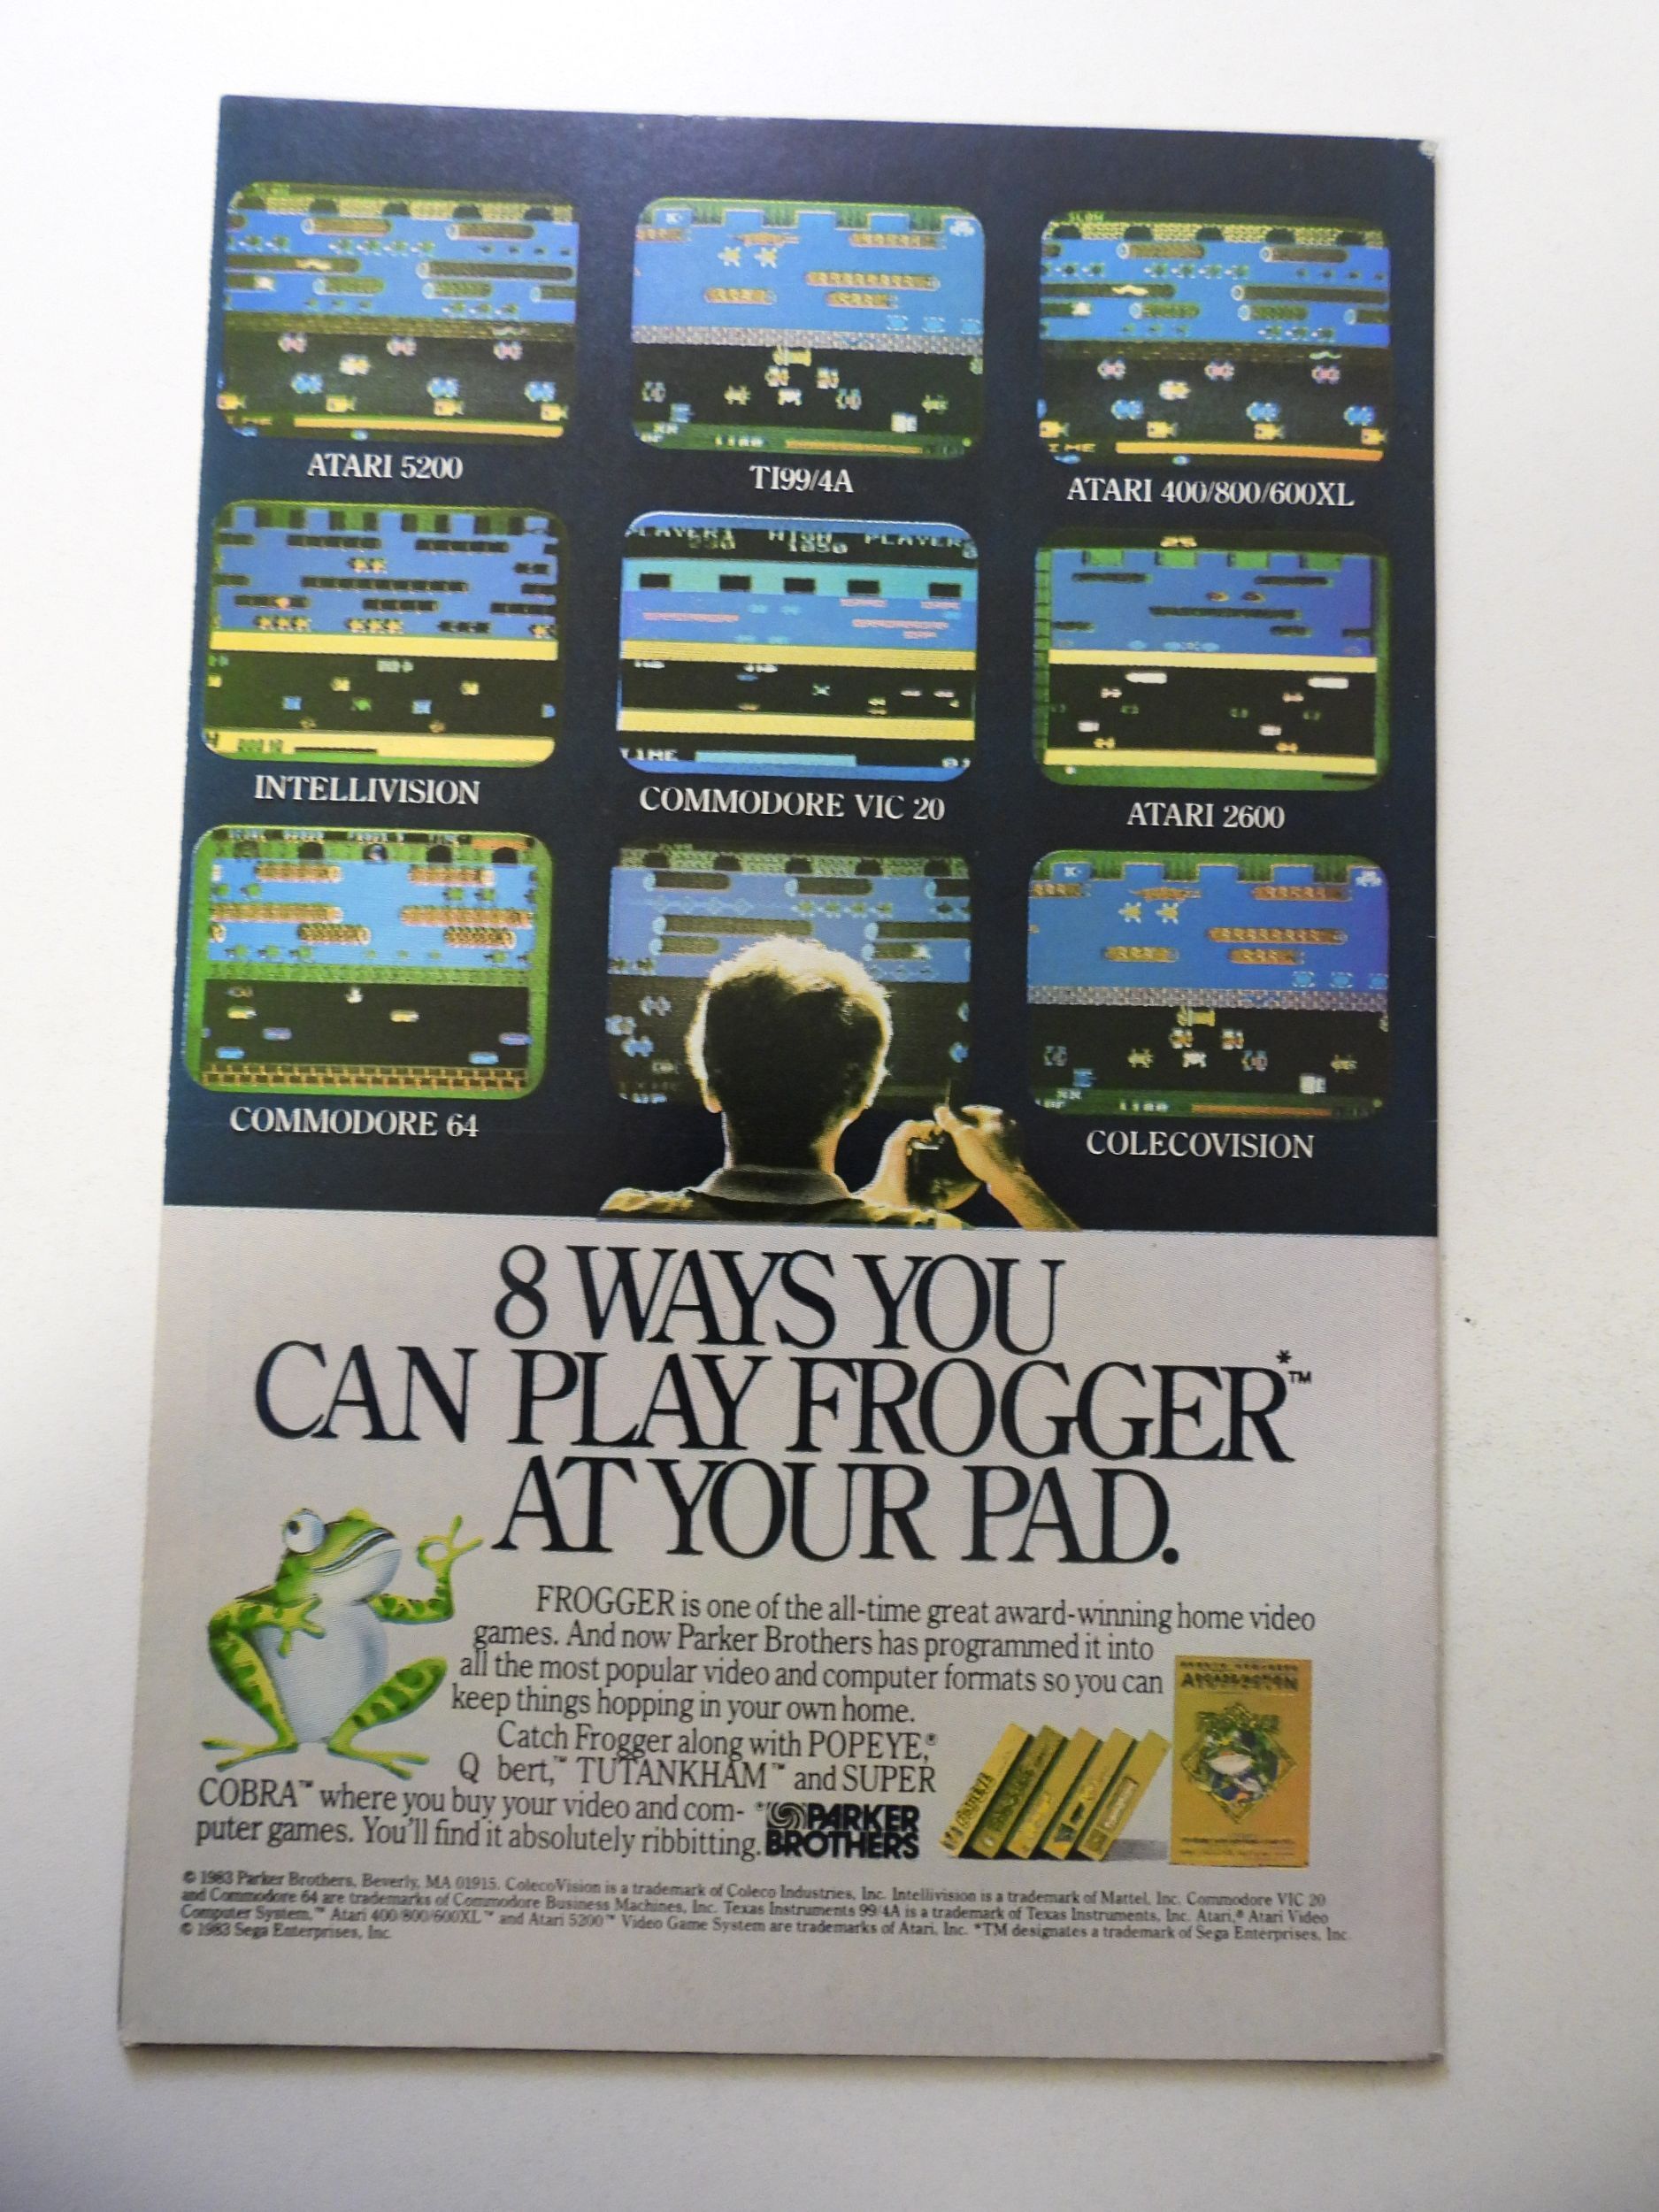 SLOW
ATARI 5200
TI99/4A
ATARI 400/800/600XL
TIME
INTELLIVISION
PLAYER1 HIGH PLAYER
1850
TIME
COMMODORE VIC 20
ATARI 2600
COMMODORE 64
COLECOVISION
8 WAYS YOU
CAN PLAY FROGGER*™
AT YOUR PAD.
FROGGER is one of the all-time great award-winning home video
games. And now Parker Brothers has programmed it into
all the most popular video and computer formats so you can
keep things hopping in your own home.
Catch Frogger along with POPEYE,®
Q bert,™ TUTANKHAM™ and SUPER
COBRA™ where you buy your video and com-
puter games. You'll find it absolutely ribbitting.
PARKER
BROTHERS
© 1983 Parker Brothers, Beverly, MA 01915. ColecoVision is a trademark of Coleco Industries, Inc. Intellivision is a trademark of Mattel, Inc. Commodore VIC 20
and Commodore 64 are trademarks of Commodore Business Machines, Inc. Texas Instruments 99/4A is a trademark of Texas Instruments, Inc. Atari,® Atari Video
Computer System,™ Atari 400/800/600XL™ and Atari 5200™ Video Game System are trademarks of Atari, Inc. *TM designates a trademark of Sega Enterprises, Inc.
© 1983 Sega Enterprises, Inc.